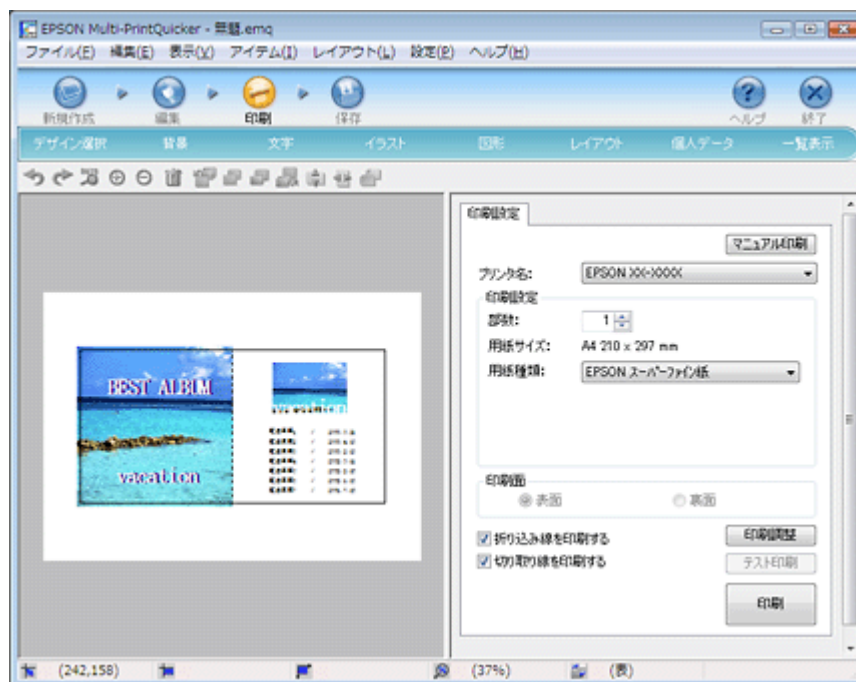 EPSON Multi-PrintQuicker - 無題.emq
ファイル(F) 編集(E) 表示(V) アイテム(I) レイアウト(L) 設定(P) ヘルプ(H)
新規作成 編集 印刷 保存 ヘルプ 終了
デザイン選択 背景 文字 イラスト 図形 レイアウト 個人データ 一覧表示
印刷設定
マニュアル印刷
プリンタ名: EPSON XX-XXXX
印刷設定
部数: 1
用紙サイズ: A4 210 x 297 mm
用紙種類: EPSON スーパーファイン紙
BEST ALBUM
vacation
vacation
印刷面
表面 裏面
折り込み線を印刷する
印刷調整
切り取り線を印刷する
テスト印刷
印刷
(242,158) (37%) (表)